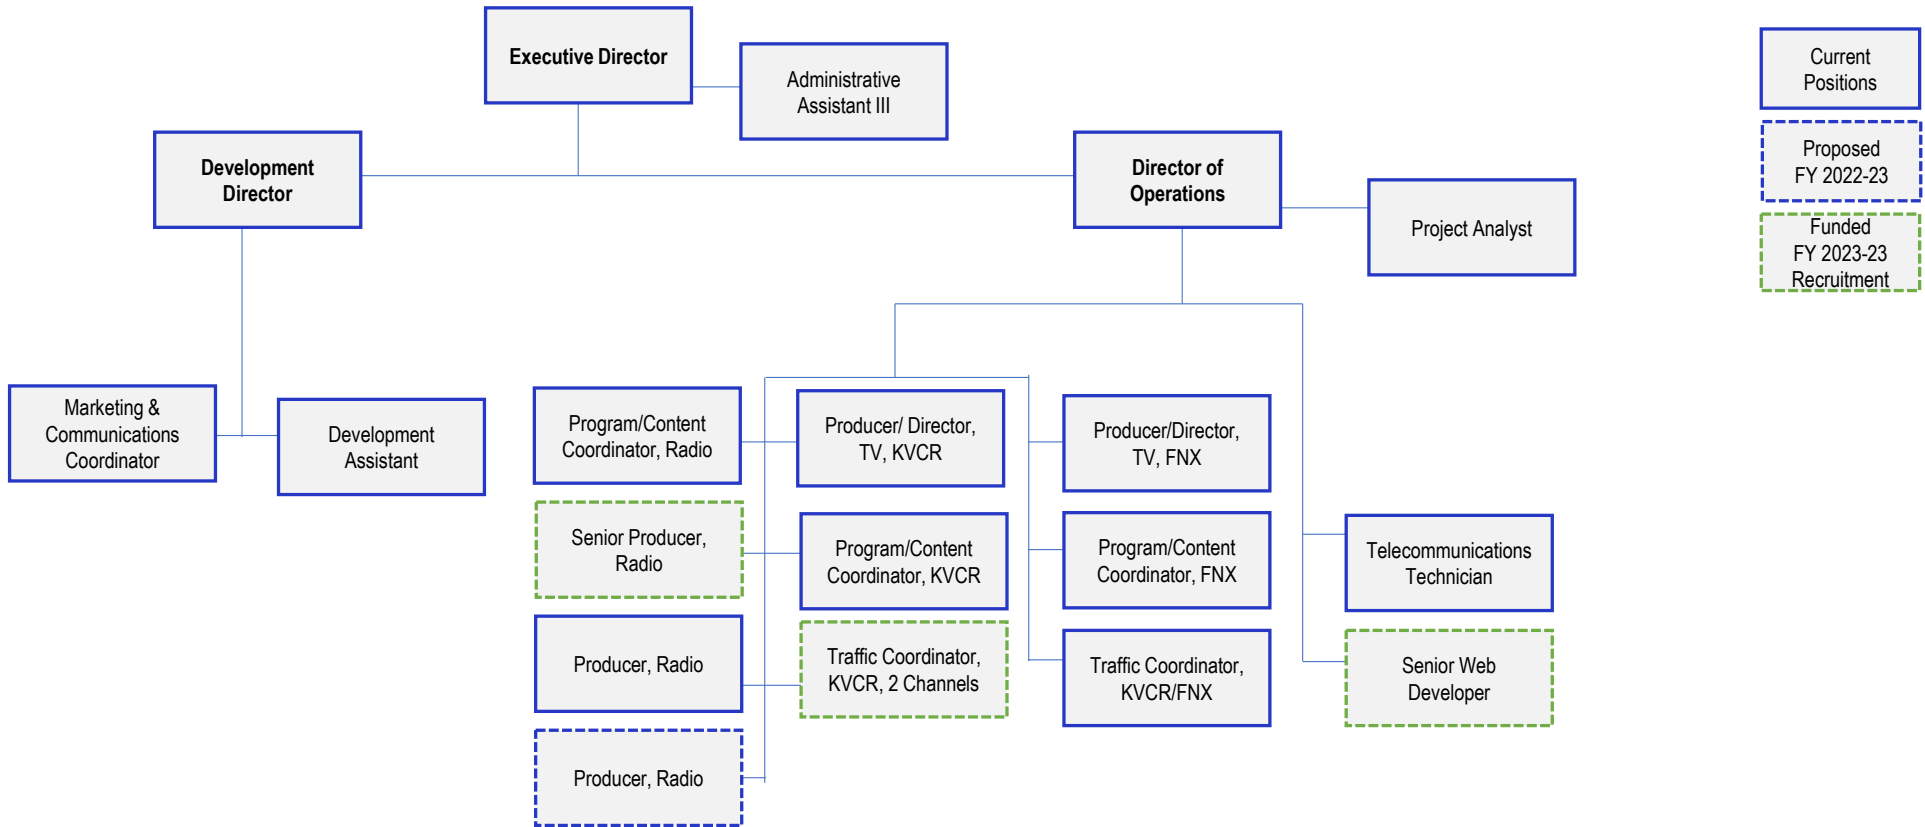 Executive Director
Administrative
Assistant III
Development
Director
Director of
Operations
Project Analyst
Current
Positions
Proposed
FY 2022-23
Funded
FY 2023-23
Recruitment
Marketing &
Communications
Coordinator
Development
Assistant
Program/Content
Coordinator, Radio
Producer/ Director,
TV, KVCR
Producer/Director,
TV, FNX
Senior Producer,
Radio
Program/Content
Coordinator, KVCR
Program/Content
Coordinator, FNX
Telecommunications
Technician
Producer, Radio
Traffic Coordinator,
KVCR, 2 Channels
Traffic Coordinator,
KVCR/FNX
Senior Web
Developer
Producer, Radio